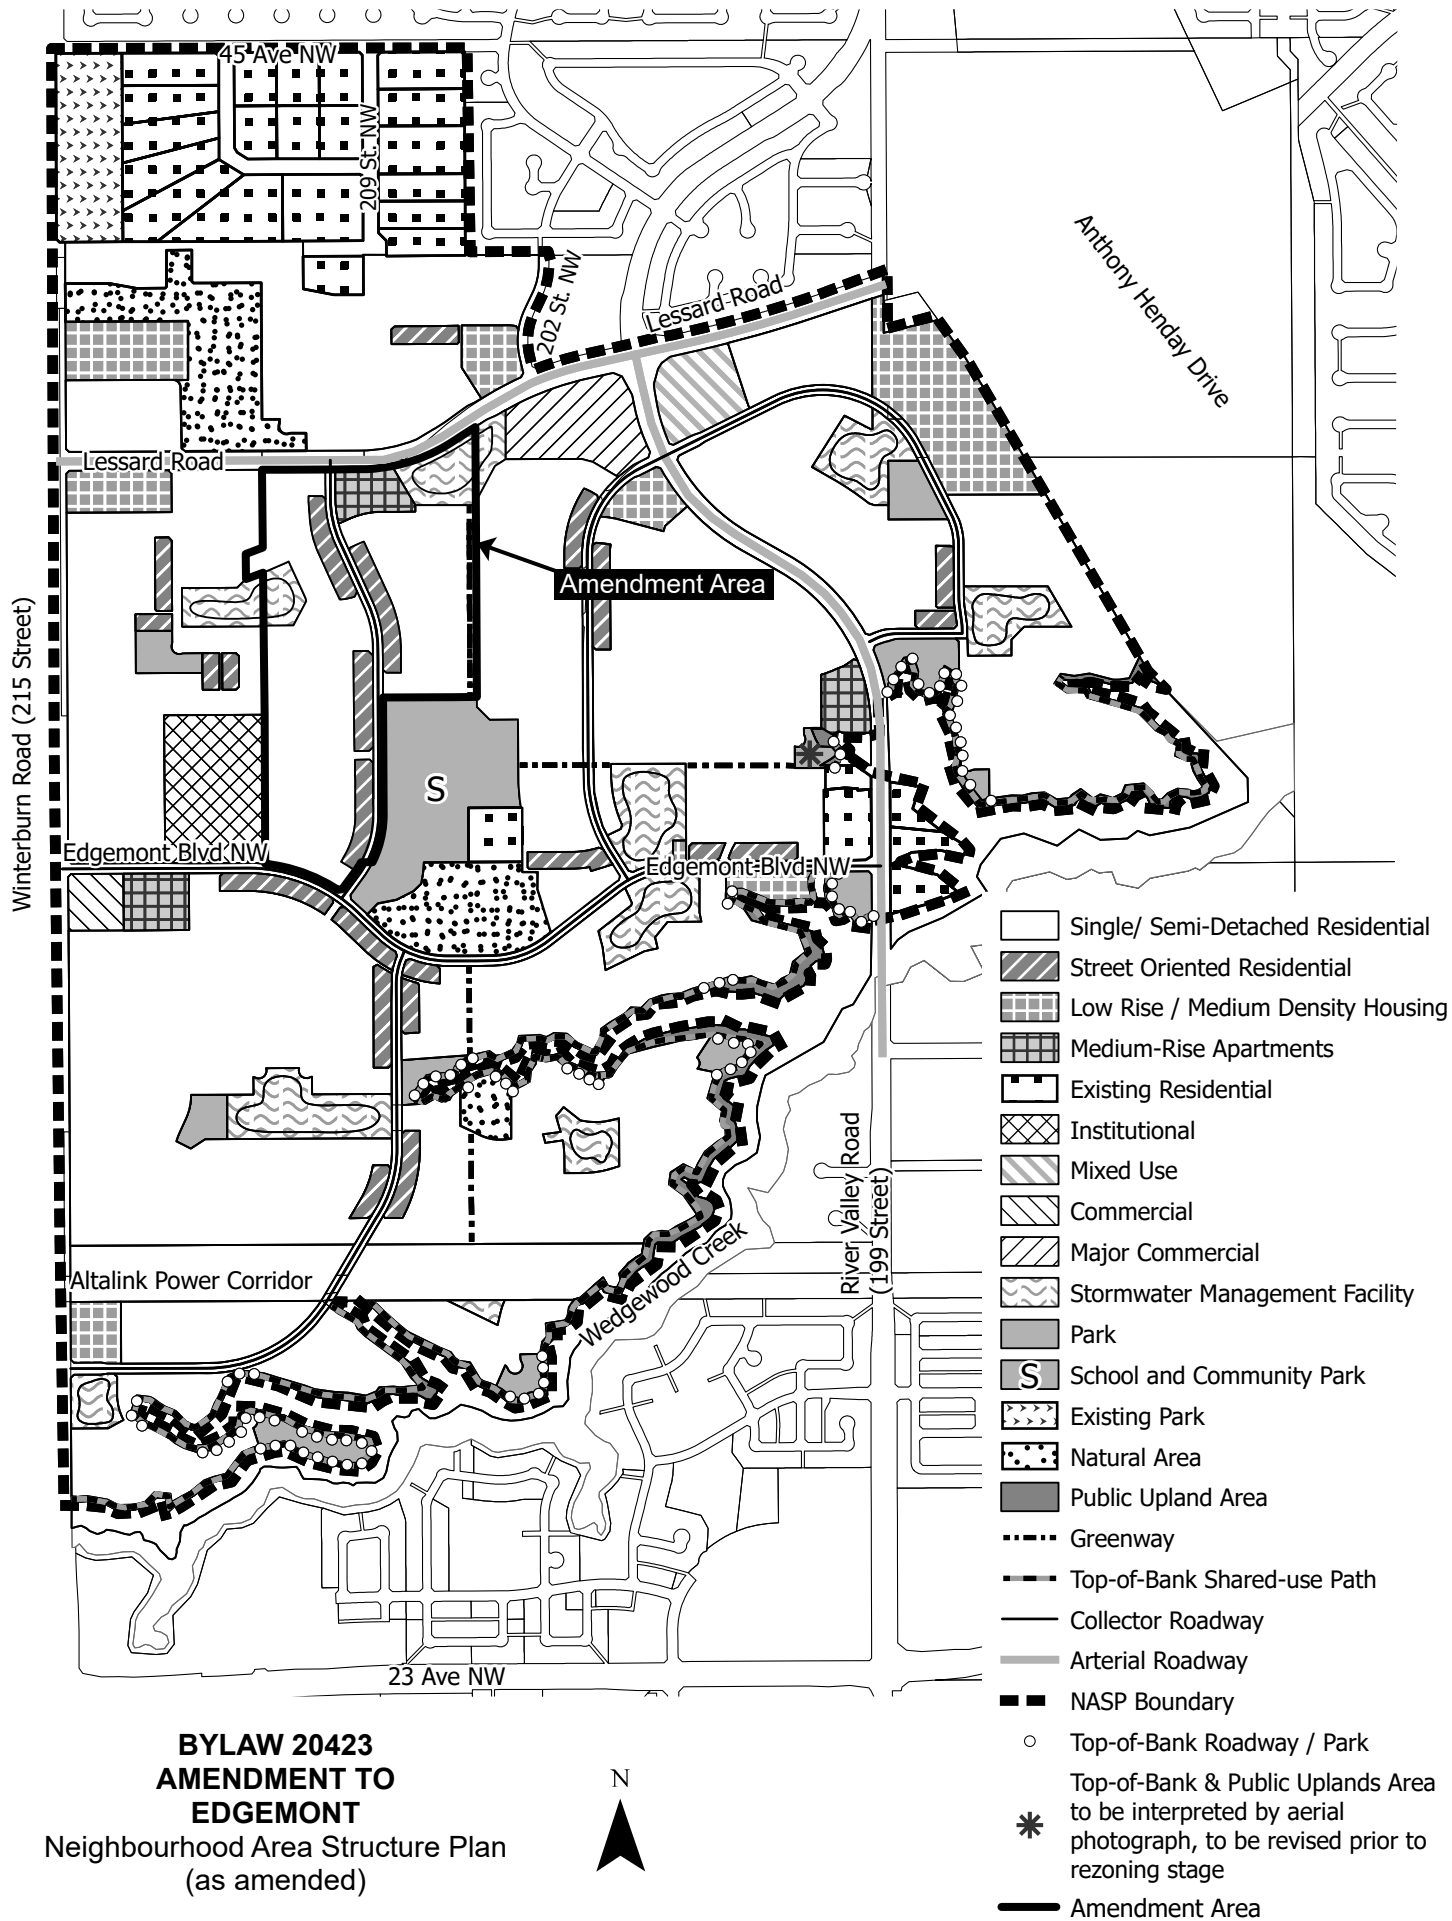 45 Ave NW
209 St. NW
202 St. NW
Lessard Road
Anthony Henday Drive
Lessard Road
Amendment Area
Winterburn Road (215 Street)
S
Edgemont Blvd NW
Edgemont Blvd NW
River Valley Road
(199 Street)
Wedgewood Creek
Altalink Power Corridor
23 Ave NW
Single/ Semi-Detached Residential
Street Oriented Residential
Low Rise / Medium Density Housing
Medium-Rise Apartments
Existing Residential
Institutional
Mixed Use
Commercial
Major Commercial
Stormwater Management Facility
Park
S School and Community Park
Existing Park
Natural Area
Public Upland Area
Greenway
Top-of-Bank Shared-use Path
Collector Roadway
Arterial Roadway
NASP Boundary
Top-of-Bank Roadway / Park
Top-of-Bank & Public Uplands Area
to be interpreted by aerial
photograph, to be revised prior to
rezoning stage
Amendment Area
BYLAW 20423
AMENDMENT TO
EDGEMONT
Neighbourhood Area Structure Plan
(as amended)
N